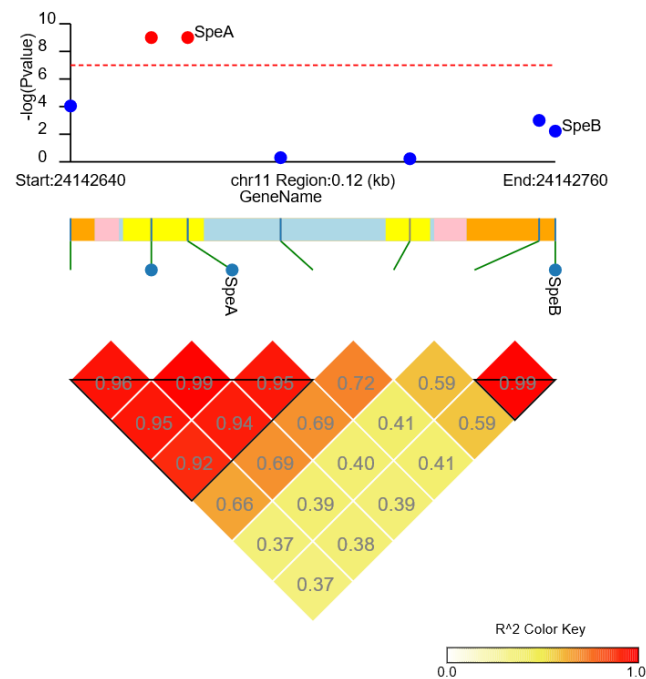 10
8
6
4
2
0
-log(Pvalue)
SpeA
SpeB
Start:24142640
chr11 Region:0.12 (kb)
End:24142760
GeneName
SpeA
SpeB
0.96 0.99 0.95 0.72 0.59 0.99
0.95 0.94 0.69 0.41 0.59
0.92 0.69 0.40 0.41
0.66 0.39 0.39
0.37 0.38
0.37
R^2 Color Key
0.0 1.0